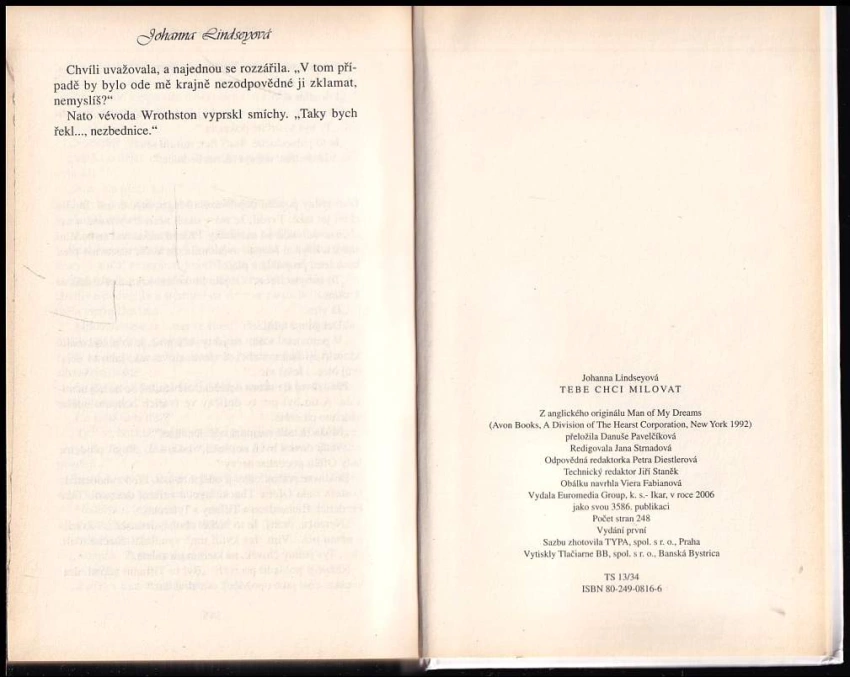 Johanna Lindseyová
Chvíli uvažovala, a najednou se rozzářila. „V tom pří-
padě by bylo ode mě krajně nezodpovědné ji zklamat,
nemyslíš?“
Nato vévoda Wrothston vyprskl smíchy. „Taky bych
řekl..., nezbednice.“
Johanna Lindseyová
TEBE CHCI MILOVAT
Z anglického originálu Man of My Dreams
(Avon Books, A Division of The Hearst Corporation, New York 1992)
přeložila Danuše Pavelčíková
Redigovala Jana Strnadová
Odpovědná redaktorka Petra Diestlerová
Technický redaktor Jiří Staněk
Obálku navrhla Viera Fabianová
Vydala Euromedia Group, k. s.- Ikar, v roce 2006
jako svou 3586. publikaci
Počet stran 248
Vydání první
Sazbu zhotovila TYPA, spol. s r. o., Praha
Vytiskly Tlačiarne BB, spol. s r. o., Banská Bystrica
TS 13/34
ISBN 80-249-0816-6